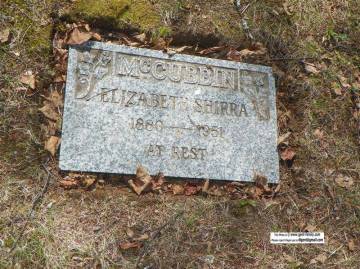 McCUBBIN
ELIZABETH SHIRRA
1880 — 1951
AT REST